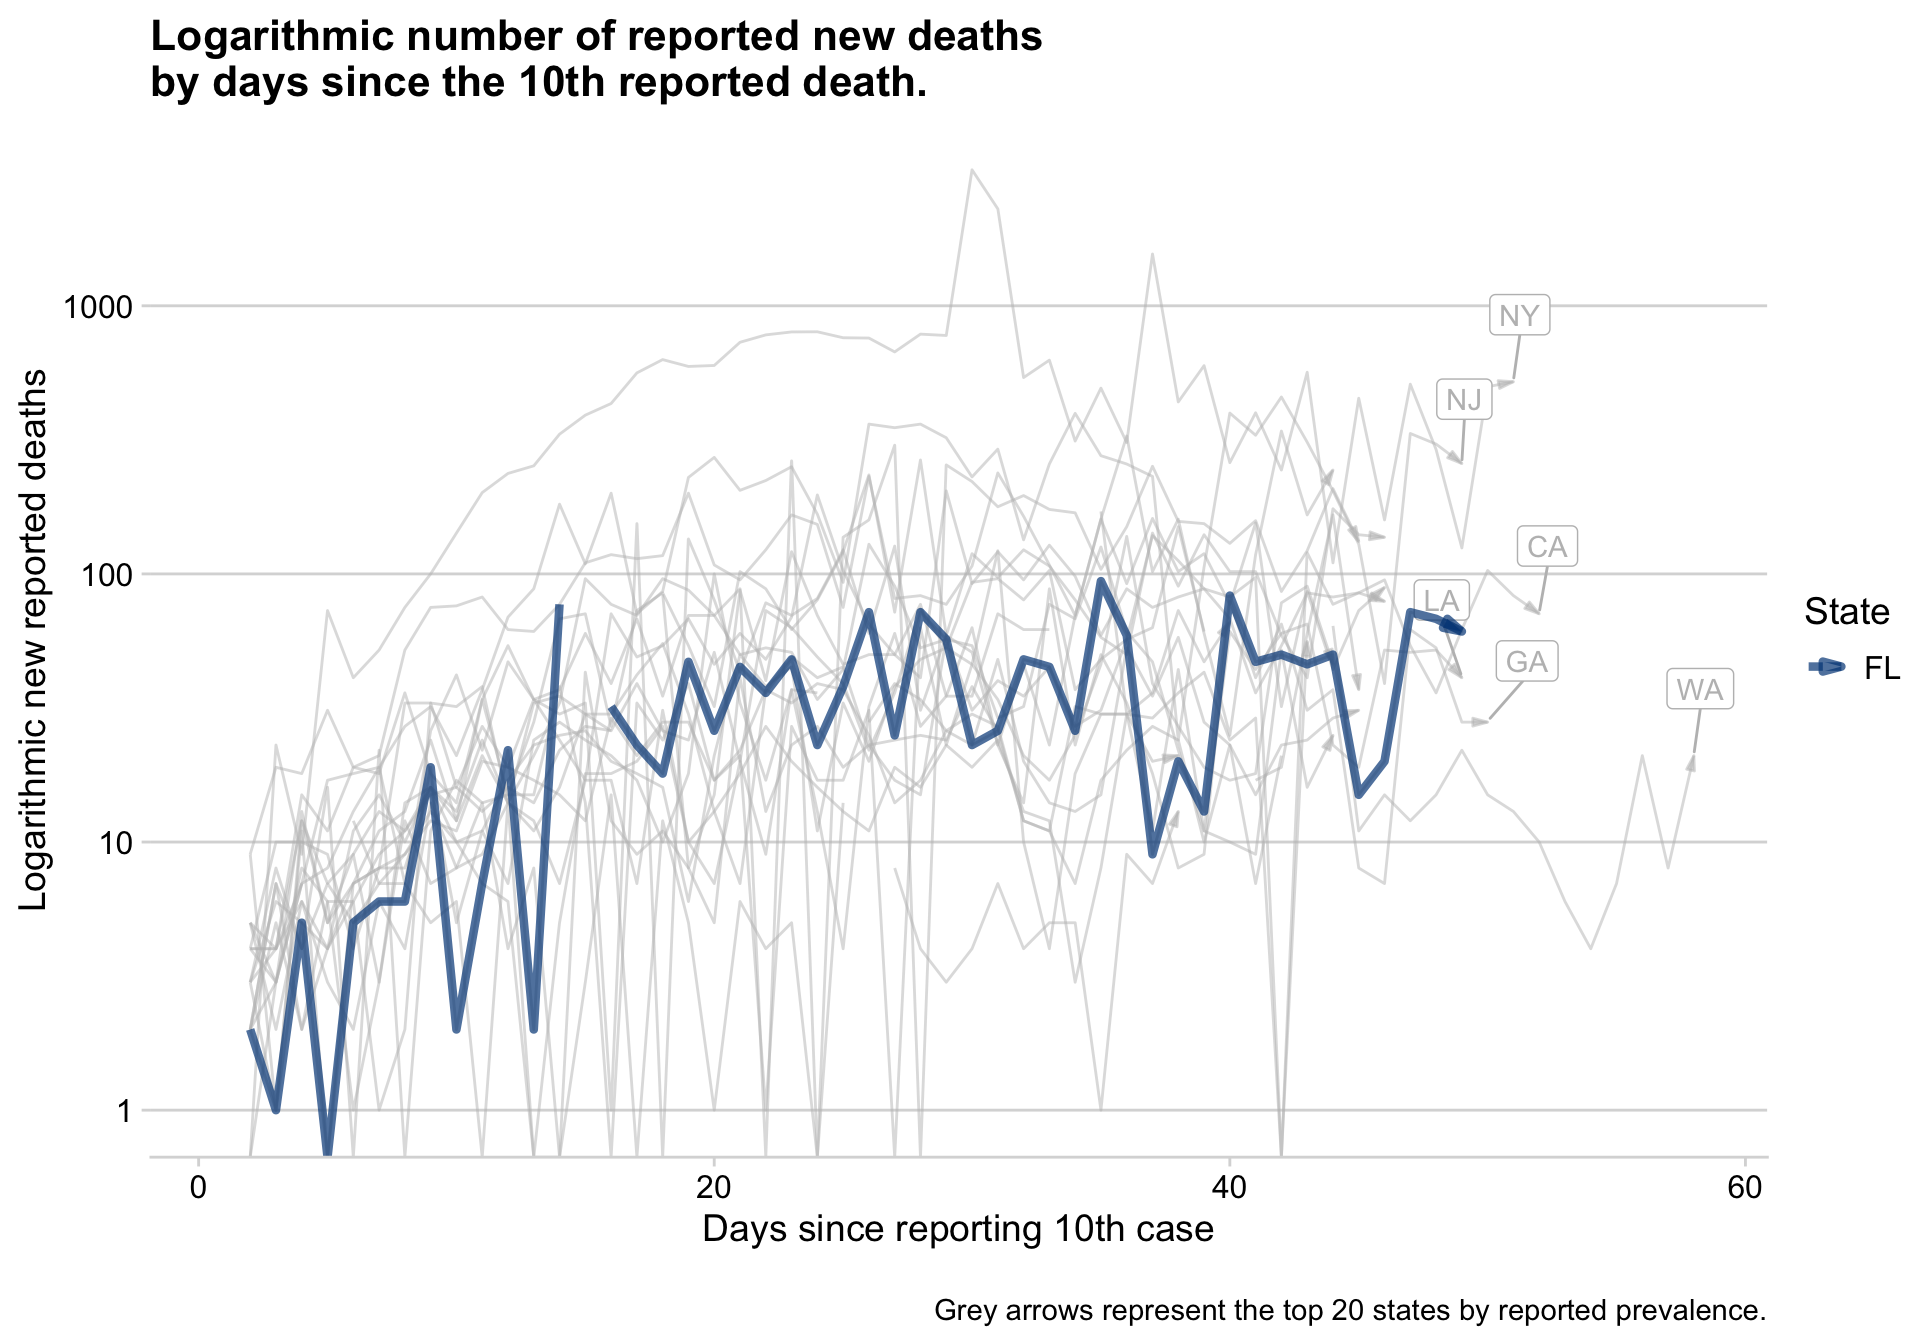 Logarithmic number of reported new deaths
by days since the 10th reported death.
Logarithmic new reported deaths
1000
100
10
1
NY
NJ
CA
LA
GA
WA
State
FL
0
20
40
60
Days since reporting 10th case
Grey arrows represent the top 20 states by reported prevalence.